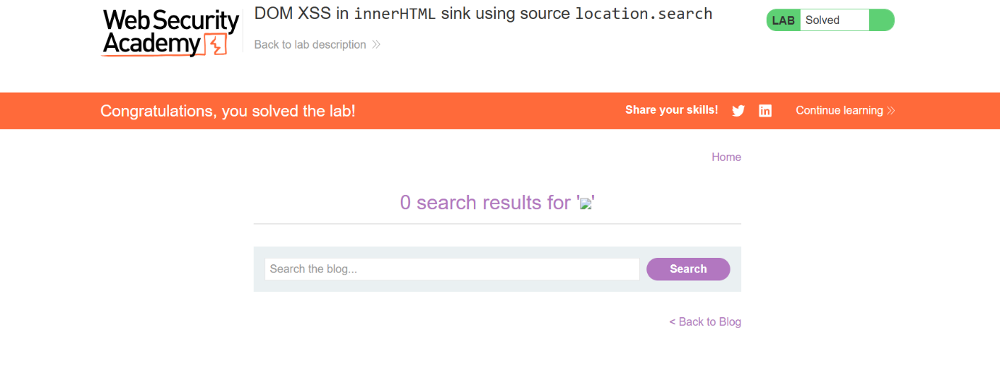 Web Security
Academy
DOM XSS in innerHTML sink using source location.search
Back to lab description
LAB Solved
Congratulations, you solved the lab!
Share your skills!
in
Continue learning
Home
0 search results for ''
Search the blog...
Search
< Back to Blog